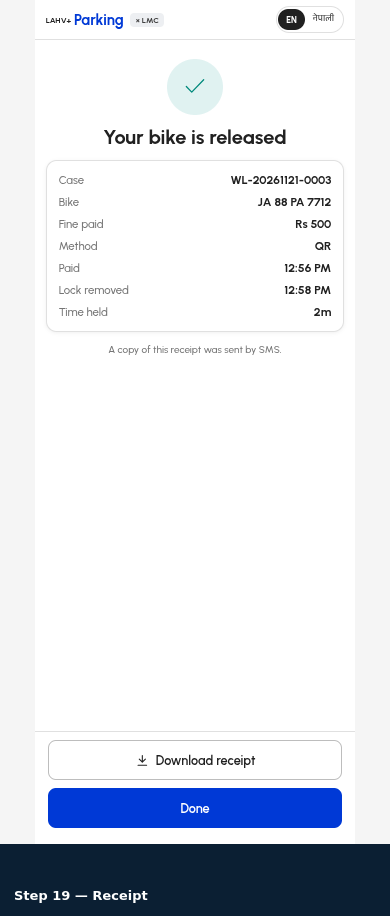 LAHV+ Parking × LMC EN नेपाली
Your bike is released
Case WL-20261121-0003
Bike JA 88 PA 7712
Fine paid Rs 500
Method QR
Paid 12:56 PM
Lock removed 12:58 PM
Time held 2m
A copy of this receipt was sent by SMS.
Download receipt
Done
Step 19 — Receipt